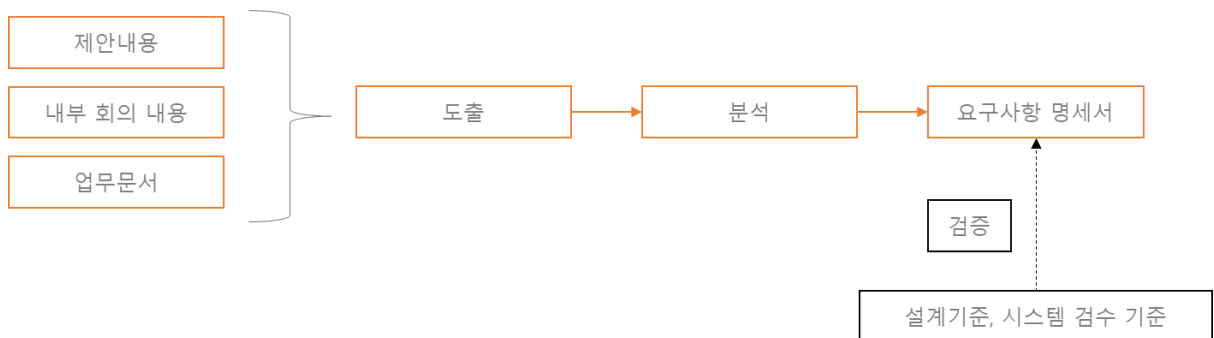 제안내용
내부 회의 내용
업무문서
도출
분석
요구사항 명세서
검증
설계기준, 시스템 검수 기준